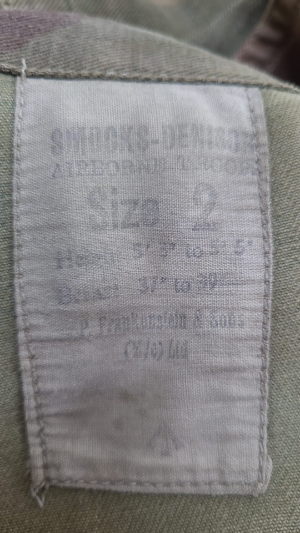 SMOCKS-DENISON
AIRBORNE TROOPS
Size 2
Height 5' 3" to 5' 5"
Breast 37" to 39"
P. Frankenstein & Sons
(V/C) Ltd